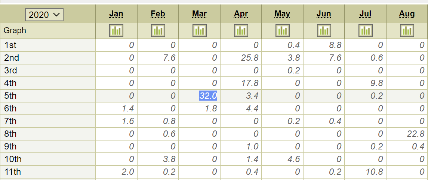 2020 Jan Feb Mar Apr May Jun Jul Aug
Graph
1st 0 0 0 0 0.4 8.8 0 0
2nd 0 7.6 0 25.8 3.8 7.6 0.6 0
3rd 0 0 0 0 0.2 0 0 0
4th 0 0 0 17.8 0 0 9.8 0
5th 0 0 32.0 3.4 0 0 0.2 0
6th 1.4 0 1.8 4.4 0 0 0 0
7th 1.6 0.8 0 0 0.2 0.4 0 0
8th 0 0.6 0 0 0 0 0 22.8
9th 0 0 0 1.0 0 0 0.2 0.4
10th 0 3.8 0 1.4 4.6 0 0 0
11th 2.0 0.2 0 0.4 0 0.2 10.8 0